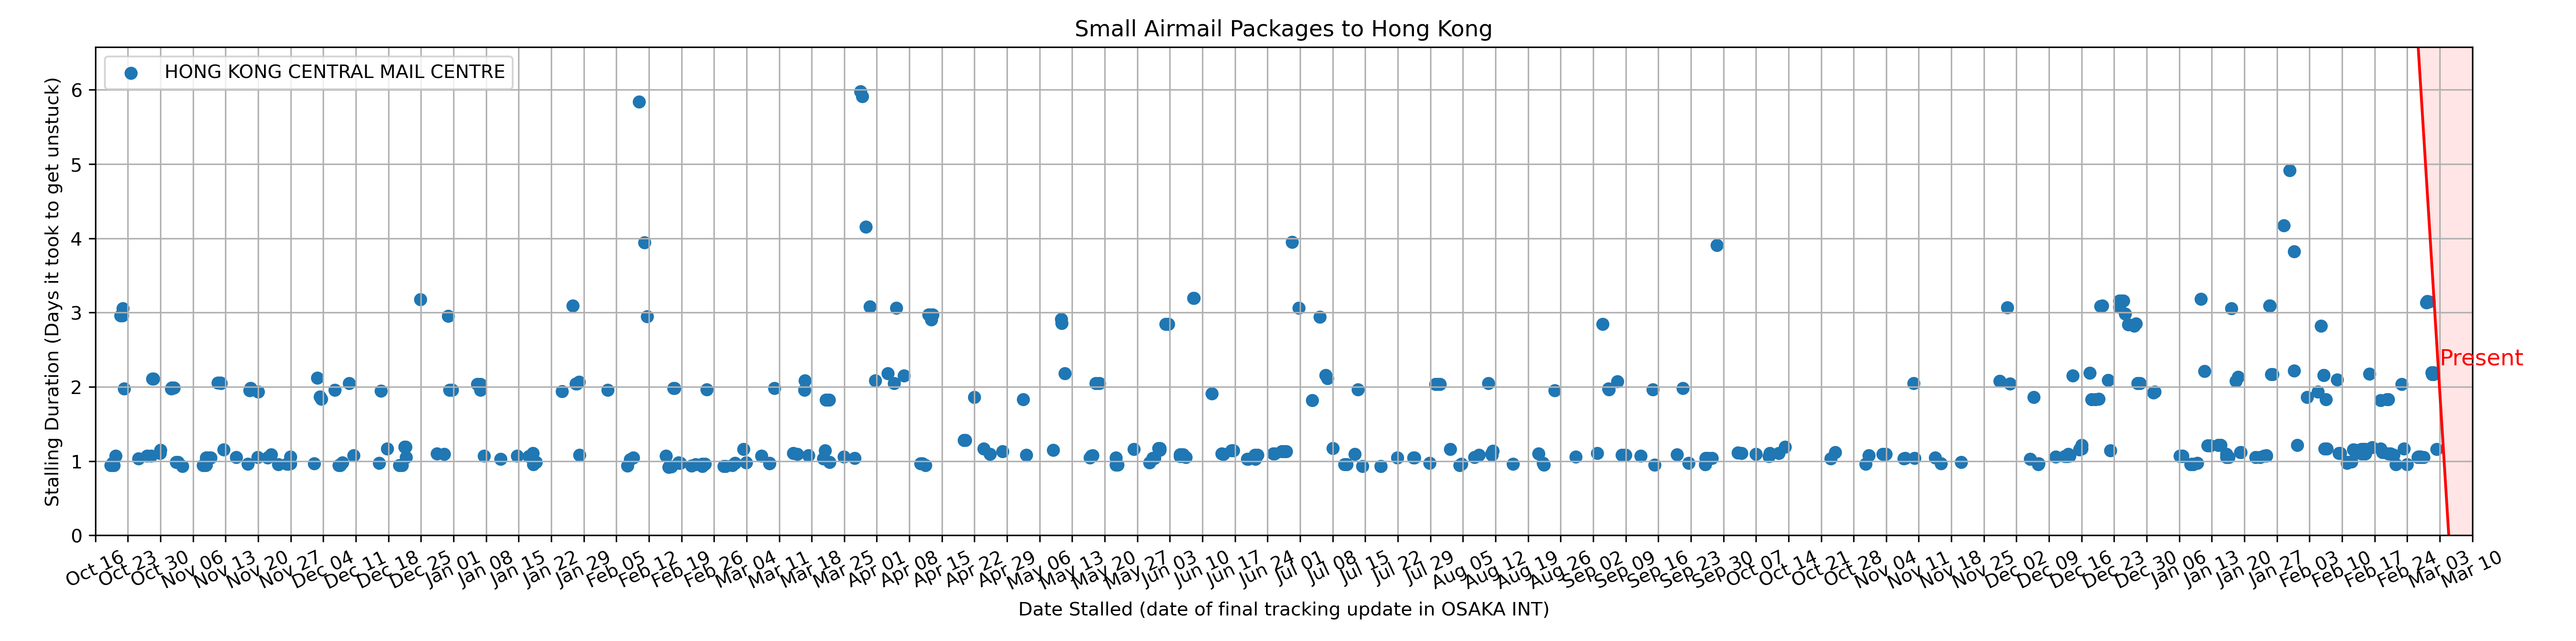 Small Airmail Packages to Hong Kong
HONG KONG CENTRAL MAIL CENTRE
Stalling Duration (Days it took to get unstuck)
6
5
4
3
2
1
0
Present
Oct 16
Oct 23
Oct 30
Nov 06
Nov 13
Nov 20
Nov 27
Dec 04
Dec 11
Dec 18
Dec 25
Jan 01
Jan 08
Jan 15
Jan 22
Jan 29
Feb 05
Feb 12
Feb 19
Feb 26
Mar 04
Mar 11
Mar 18
Mar 25
Apr 01
Apr 08
Apr 15
Apr 22
Apr 29
May 06
May 13
May 20
May 27
Jun 03
Jun 10
Jun 17
Jun 24
Jul 01
Jul 08
Jul 15
Jul 22
Jul 29
Aug 05
Aug 12
Aug 19
Aug 26
Sep 02
Sep 09
Sep 16
Sep 23
Sep 30
Oct 07
Oct 14
Oct 21
Oct 28
Nov 04
Nov 11
Nov 18
Nov 25
Dec 02
Dec 09
Dec 16
Dec 23
Dec 30
Jan 06
Jan 13
Jan 20
Jan 27
Feb 03
Feb 10
Feb 17
Feb 24
Mar 03
Mar 10
Date Stalled (date of final tracking update in OSAKA INT)